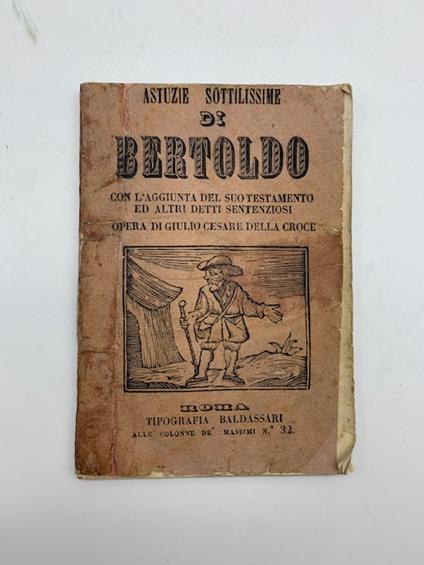 ASTUZIE SOTTILISSIME
DI
BERTOLDO
CON L'AGGIUNTA DEL SUO TESTAMENTO
ED ALTRI DETTI SENTENZIOSI
OPERA DI GIULIO CESARE DELLA CROCE
ROMA
TIPOGRAFIA BALDASSARI
ALLE COLONNE DE' MASSIMI N.° 32.